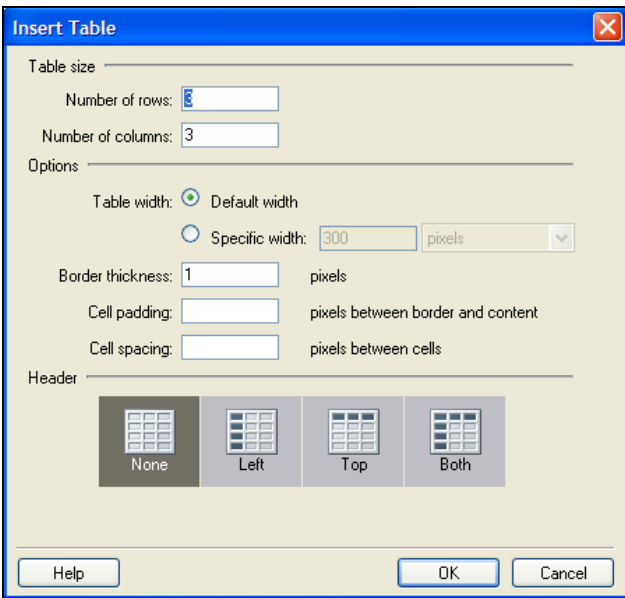 Insert Table
Table size
Number of rows: 3
Number of columns: 3
Options
Table width: Default width
Specific width: 300 pixels
Border thickness: 1 pixels
Cell padding: pixels between border and content
Cell spacing: pixels between cells
Header
None Left Top Both
Help OK Cancel